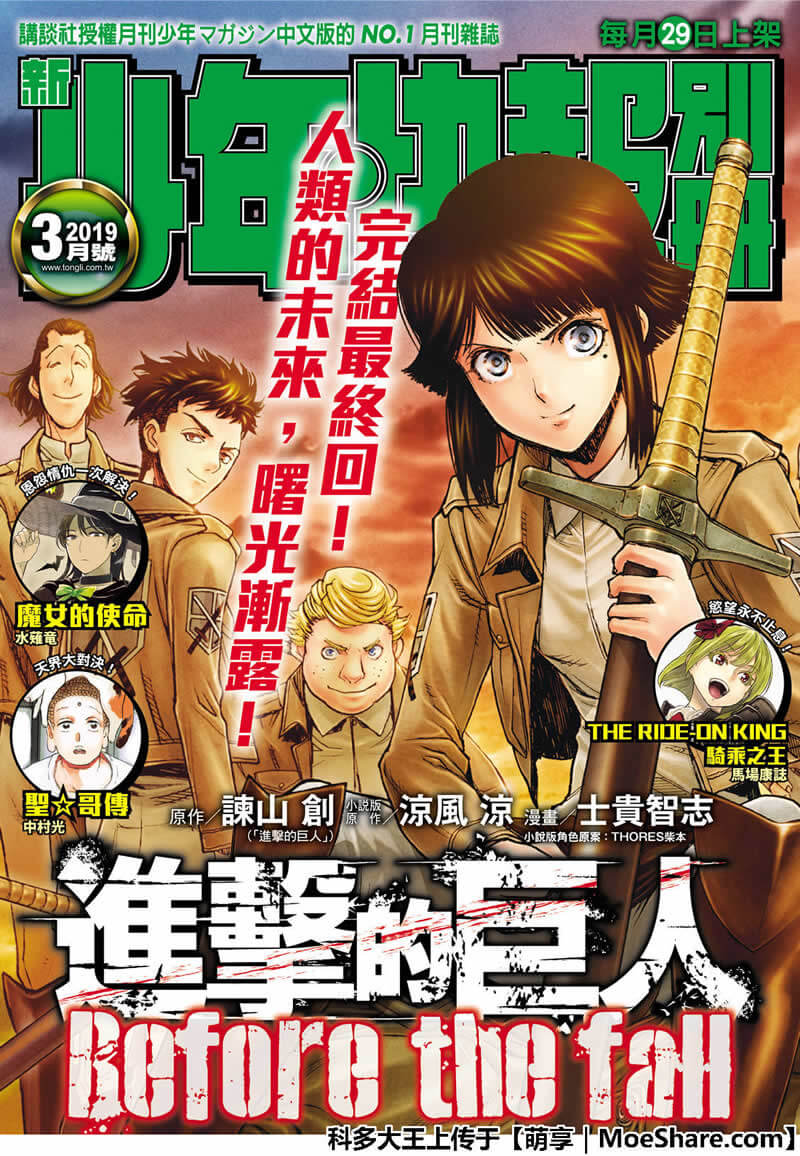 講談社授權月刊少年マガジン中文版的 NO.1 月刊雜誌
每月29日上架
新少年快報別冊
2019
3月號
www.tongli.com.tw
完結最終回！
人類的未來，曙光漸露！
恩怨情仇一次解決！
魔女的使命
水薙竜
天界大對決！
聖☆哥傳
中村光
慾望永不止息！
THE RIDE-ON KING
騎乘之王
馬場康誌
原作／諫山 創
（「進擊的巨人」）
小說版原作／涼風 涼
漫畫／士貴智志
小說版角色原案：THORES柴本
進擊的巨人
Before the fall
科多大王上传于【萌享｜MoeShare.com】